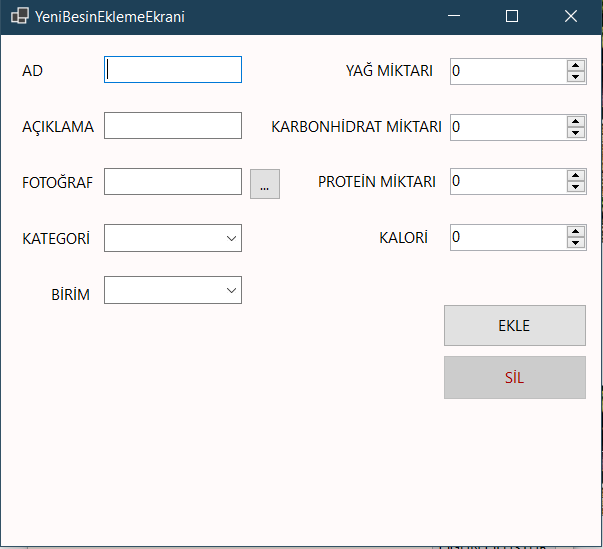 YeniBesinEklemeEkrani
AD
YAĞ MİKTARI 0
AÇIKLAMA
KARBONHİDRAT MİKTARI 0
FOTOĞRAF ...
PROTEİN MİKTARI 0
KATEGORİ
KALORİ 0
BİRİM
EKLE
SİL